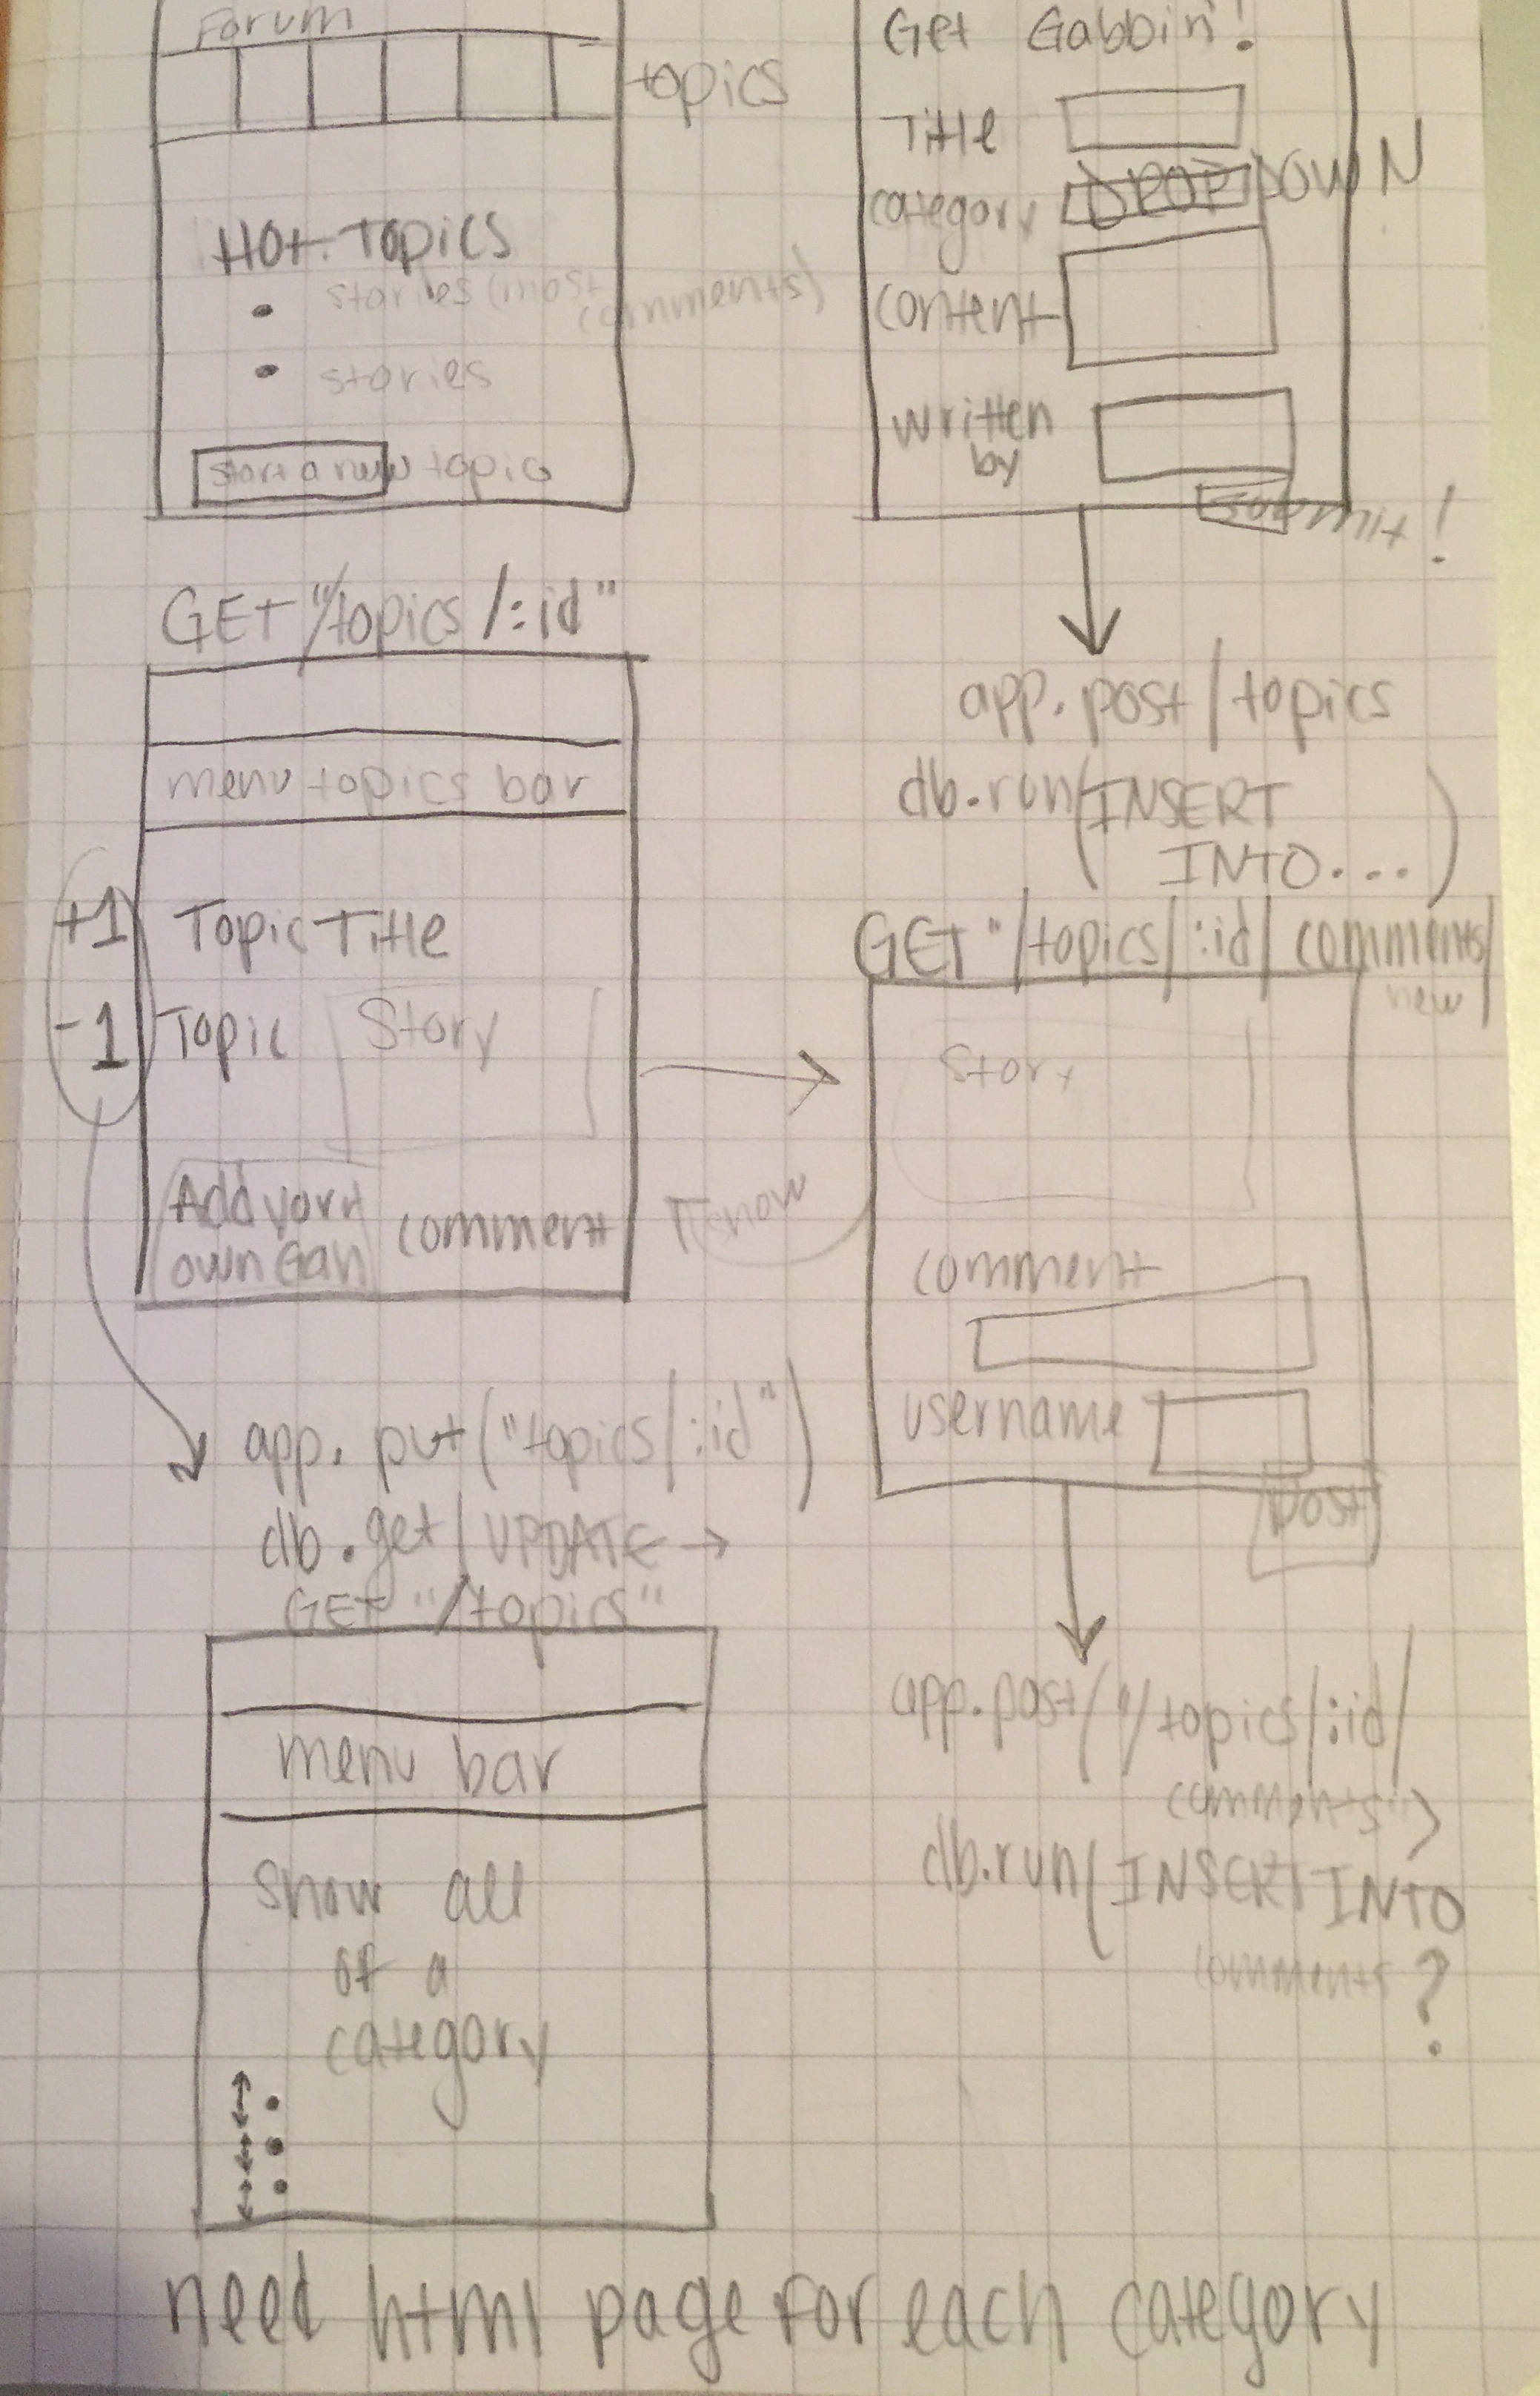 Forum
topics
Hot Topics
• stories (most comments)
• stories
start a new topic
Get Gabbin'!
Title
category DROPDOWN
content
written
by
Submit!
app.post/topics
db.run(INSERT
INTO...)
GET "/topics/:id"
menu topics bar
+1 Topic Title
-1 Topic Story
Add your
own Gab comment
app.put("topics/:id")
db.get/UPDATE →
GET "/topics/:id/comments/
new
Story
comment
username
post
app.post/"/topics/:id/
comments")
db.run(INSERT INTO
comments?
GET "/topics"
menu bar
show all
of a
category
need html page for each category